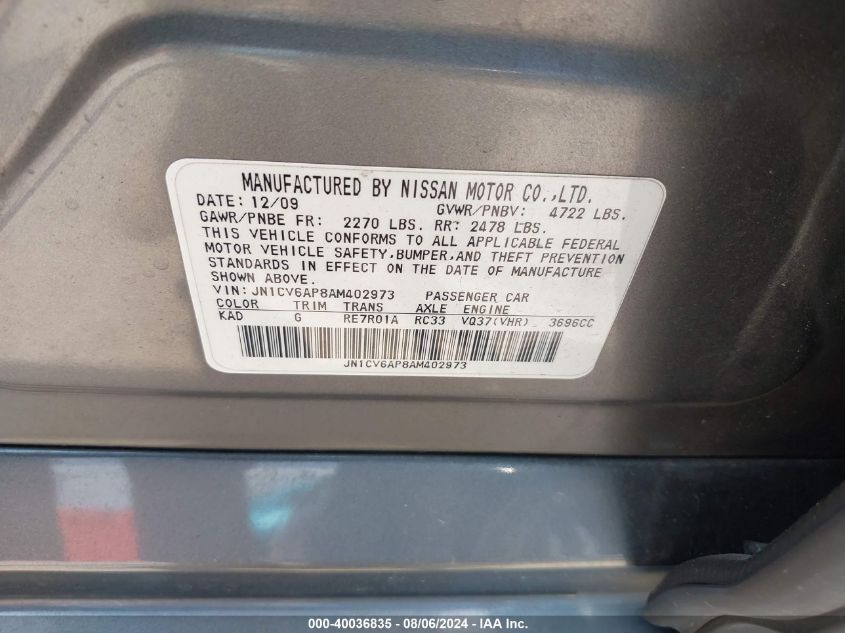 MANUFACTURED BY NISSAN MOTOR CO.,LTD.
DATE: 12/09 GVWR/PNBV: 4722 LBS.
GAWR/PNBE FR: 2270 LBS. RR: 2478 LBS.
THIS VEHICLE CONFORMS TO ALL APPLICABLE FEDERAL
MOTOR VEHICLE SAFETY,BUMPER,AND THEFT PREVENTION
STANDARDS IN EFFECT ON THE DATE OF MANUFACTURE
SHOWN ABOVE.
VIN: JN1CV6AP8AM402973 PASSENGER CAR
COLOR TRIM TRANS AXLE ENGINE
KAD G RE7R01A RC33 VQ37(VHR) 3696CC
JN1CV6AP8AM402973
000-40036835 - 08/06/2024 - IAA Inc.